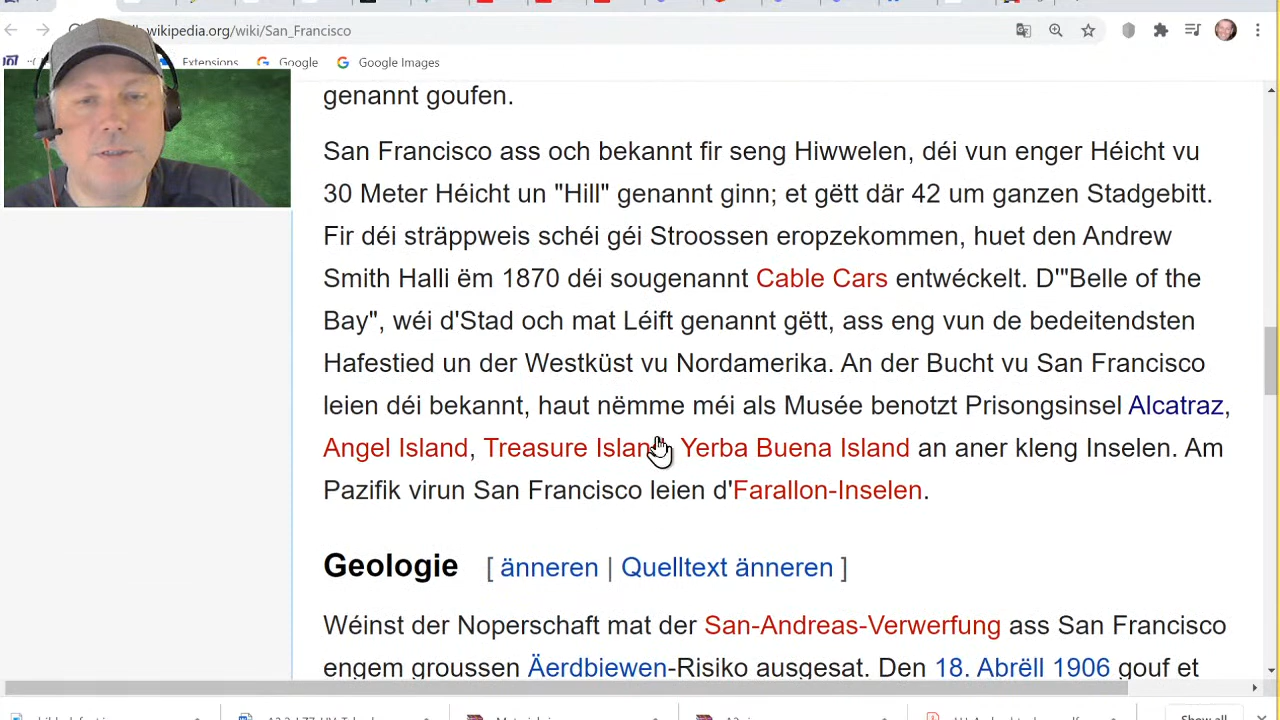 wikipedia.org/wiki/San_Francisco
Extensions Google Google Images
genannt goufen.
San Francisco ass och bekannt fir seng Hiwwelen, déi vun enger Héicht vu
30 Meter Héicht un "Hill" genannt ginn; et gëtt där 42 um ganzen Stadgebitt.
Fir déi sträppweis schéi géi Stroossen eropzekommen, huet den Andrew
Smith Halli ëm 1870 déi sougenannt Cable Cars entwéckelt. D'"Belle of the
Bay", wéi d'Stad och mat Léift genannt gëtt, ass eng vun de bedeitendsten
Hafestied un der Westküst vu Nordamerika. An der Bucht vu San Francisco
leien déi bekannt, haut nëmme méi als Musée benotzt Prisongsinsel Alcatraz,
Angel Island, Treasure Island, Yerba Buena Island an aner kleng Inselen. Am
Pazifik virun San Francisco leien d'Farallon-Inselen.
Geologie [ änneren | Quelltext änneren ]
Wéinst der Noperschaft mat der San-Andreas-Verwerfung ass San Francisco
engem groussen Äerdbiewen-Risiko ausgesat. Den 18. Abrëll 1906 gouf et
Show all